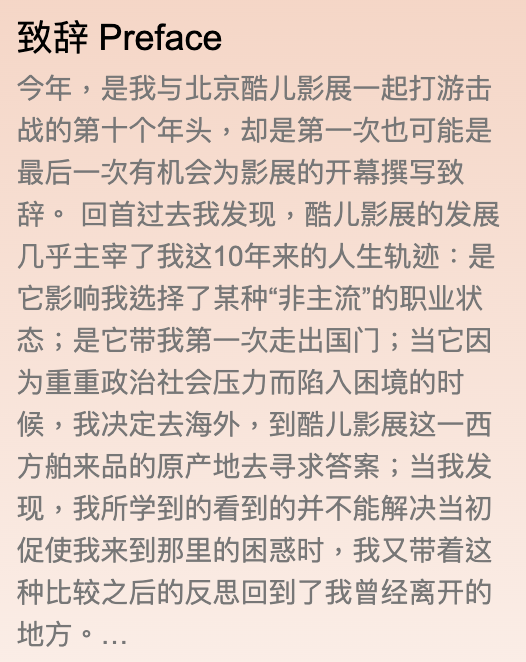 致辞 Preface
今年，是我与北京酷儿影展一起打游击
战的第十个年头，却是第一次也可能是
最后一次有机会为影展的开幕撰写致
辞。 回首过去我发现，酷儿影展的发展
几乎主宰了我这10年来的人生轨迹：是
它影响我选择了某种“非主流”的职业状
态；是它带我第一次走出国门；当它因
为重重政治社会压力而陷入困境的时
候，我决定去海外，到酷儿影展这一西
方舶来品的原产地去寻求答案；当我发
现，我所学到的看到的并不能解决当初
促使我来到那里的困惑时，我又带着这
种比较之后的反思回到了我曾经离开的
地方。…